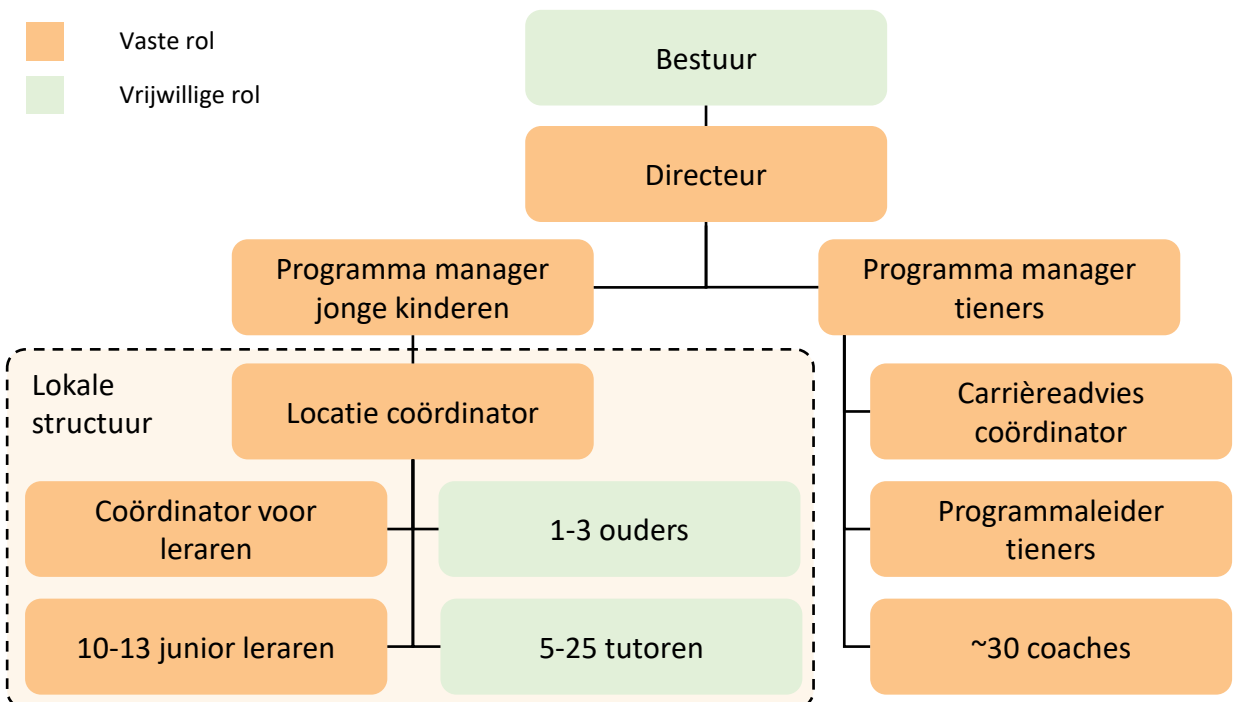 Vaste rol
Vrijwillige rol
Bestuur
Directeur
Programma manager
jonge kinderen
Programma manager
tieners
Lokale
structuur
Locatie coördinator
Coördinator voor
leraren
1-3 ouders
10-13 junior leraren
5-25 tutoren
Carrièreadvies
coördinator
Programmaleider
tieners
~30 coaches